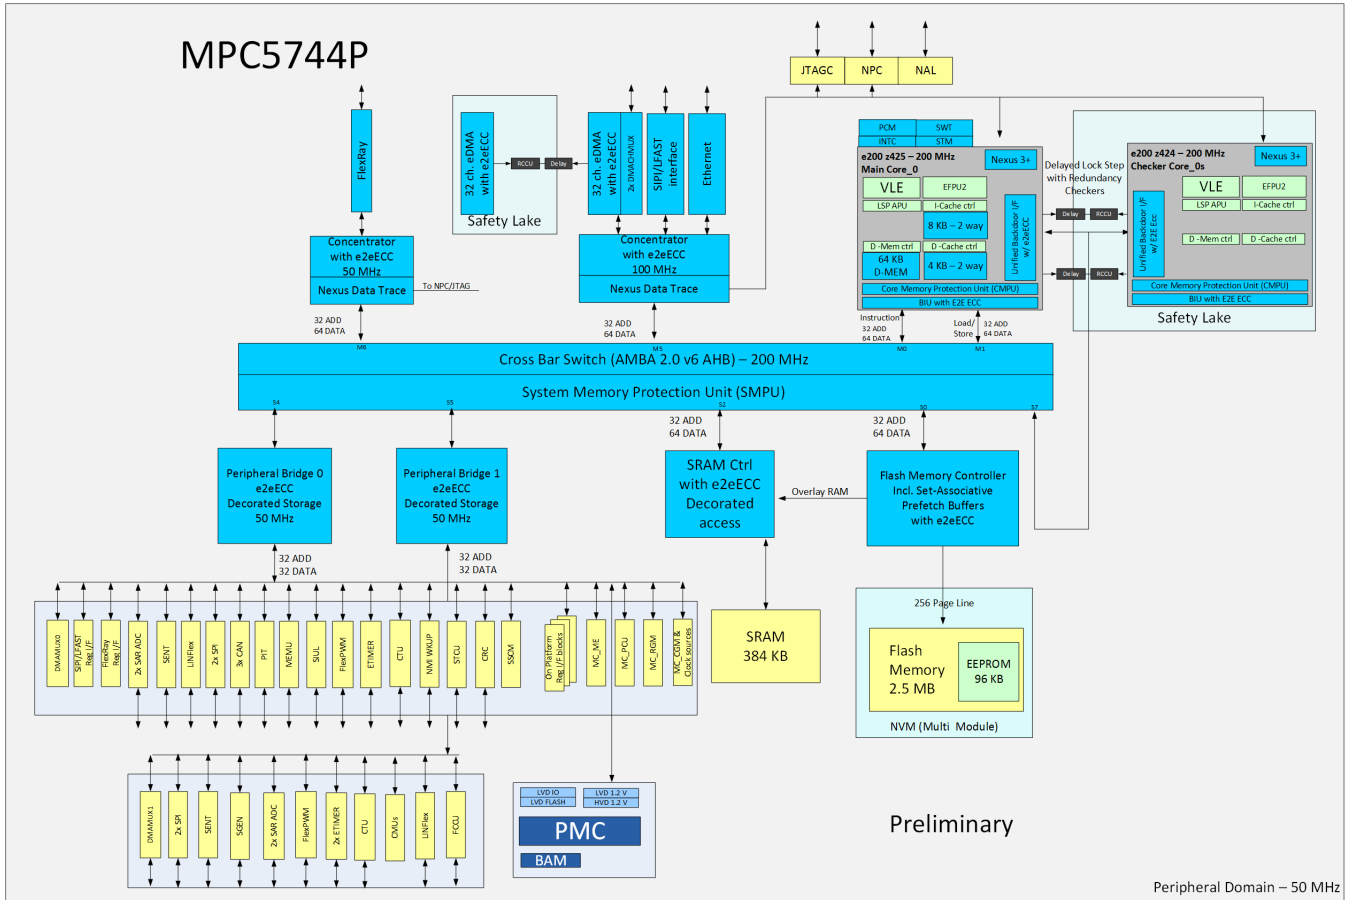 MPC5744P
JTAGC
NPC
NAL
FlexRay
32 ch. eDMA
with e2eECC
RCCU
Delay
Safety Lake
32 ch. eDMA
with e2eECC
2x DMACHMUX
SIPI/LFAST
interface
Ethernet
PCM
SWT
INTC
STM
e200 z425 – 200 MHz
Main Core_0
Nexus 3+
VLE
EFPU2
LSP APU
I-Cache ctrl
8 KB – 2 way
D -Mem ctrl
D -Cache ctrl
64 KB
D-MEM
4 KB – 2 way
Unified Backdoor I/F
w/ e2eECC
Core Memory Protection Unit (CMPU)
BIU with E2E ECC
Delayed Lock Step
with Redundancy
Checkers
Delay
RCCU
Delay
RCCU
e200 z424 – 200 MHz
Checker Core_0s
Nexus 3+
VLE
EFPU2
LSP APU
I-Cache ctrl
D -Mem ctrl
D -Cache ctrl
Unified Backdoor I/F
w/ E2E Ecc
Core Memory Protection Unit (CMPU)
BIU with E2E ECC
Safety Lake
Concentrator
with e2eECC
50 MHz
Nexus Data Trace
To NPC/JTAG
Concentrator
with e2eECC
100 MHz
Nexus Data Trace
32 ADD
64 DATA
32 ADD
64 DATA
Instruction
32 ADD
64 DATA
Load/
Store
32 ADD
64 DATA
M6
M5
M0
M1
Cross Bar Switch (AMBA 2.0 v6 AHB) – 200 MHz
System Memory Protection Unit (SMPU)
S4
S5
S2
S0
S7
32 ADD
64 DATA
32 ADD
64 DATA
Peripheral Bridge 0
e2eECC
Decorated Storage
50 MHz
Peripheral Bridge 1
e2eECC
Decorated Storage
50 MHz
SRAM Ctrl
with e2eECC
Decorated
access
Overlay RAM
Flash Memory Controller
Incl. Set-Associative
Prefetch Buffers
with e2eECC
32 ADD
32 DATA
32 ADD
32 DATA
DMAMUX0
SIPI/LFAST
Reg I/F
FlexRay
Reg I/F
2x SAR ADC
SENT
LINFlex
2x SPI
3x CAN
PIT
MEMU
SIUL
FlexPWM
ETIMER
CTU
NMI WKUP
STCU
CRC
SSCM
On Platform
Reg I/F blocks
MC_ME
MC_PCU
MC_RGM
MC_CGM &
Clock sources
SRAM
384 KB
256 Page Line
Flash
Memory
2.5 MB
EEPROM
96 KB
NVM (Multi Module)
DMAMUX1
2x SPI
SENT
SGEN
2x SAR ADC
FlexPWM
2x ETIMER
CTU
CMUs
LINFlex
FCCU
LVD IO
LVD FLASH
LVD 1.2 V
HVD 1.2 V
PMC
BAM
Preliminary
Peripheral Domain – 50 MHz